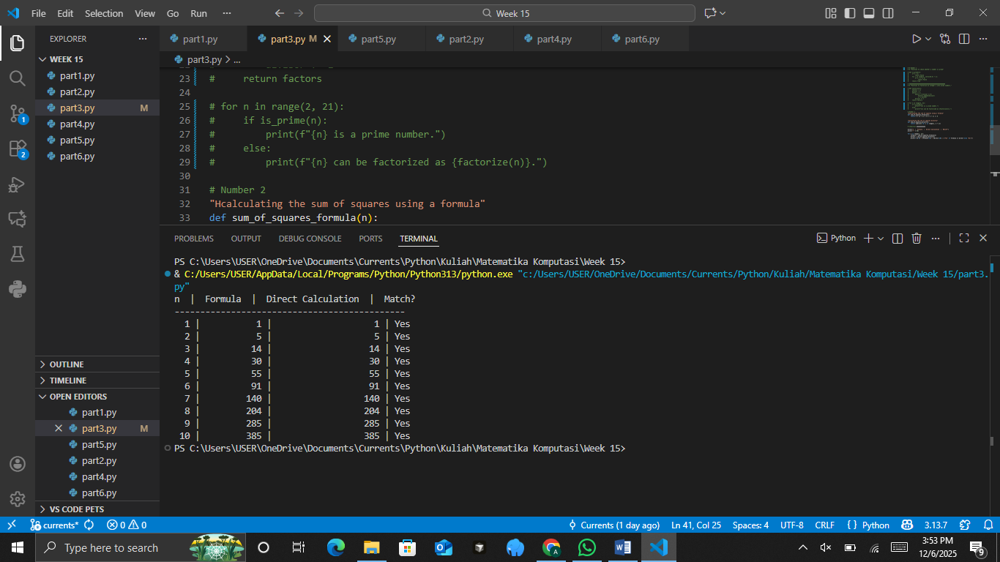 File Edit Selection View Go Run ··· Week 15
EXPLORER ···
WEEK 15
part1.py
part2.py
part3.py M
part4.py
part5.py
part6.py
1
2
OUTLINE
TIMELINE
OPEN EDITORS
part1.py
part3.py M
part5.py
part2.py
part4.py
part6.py
VS CODE PETS
part1.py part3.py M part5.py part2.py part4.py part6.py
part3.py > ...
23 # return factors
24
25 # for n in range(2, 21):
26 # if is_prime(n):
27 # print(f"{n} is a prime number.")
28 # else:
29 # print(f"{n} can be factorized as {factorize(n)}.")
30
31 # Number 2
32 "Hcalculating the sum of squares using a formula"
33 def sum_of_squares_formula(n):
PROBLEMS OUTPUT DEBUG CONSOLE PORTS TERMINAL Python
PS C:\Users\USER\OneDrive\Documents\Currents\Python\Kuliah\Matematika Komputasi\Week 15>
& C:/Users/USER/AppData/Local/Programs/Python/Python313/python.exe "c:/Users/USER/OneDrive/Documents/Currents/Python/Kuliah/Matematika Komputasi/Week 15/part3.
py"
n | Formula | Direct Calculation | Match?
---------------------------------------------
1 | 1 | 1 | Yes
2 | 5 | 5 | Yes
3 | 14 | 14 | Yes
4 | 30 | 30 | Yes
5 | 55 | 55 | Yes
6 | 91 | 91 | Yes
7 | 140 | 140 | Yes
8 | 204 | 204 | Yes
9 | 285 | 285 | Yes
10 | 385 | 385 | Yes
PS C:\Users\USER\OneDrive\Documents\Currents\Python\Kuliah\Matematika Komputasi\Week 15>
currents* 0 0 Currents (1 day ago) Ln 41, Col 25 Spaces: 4 UTF-8 CRLF {} Python 3.13.7
Type here to search
3:53 PM
12/6/2025
9